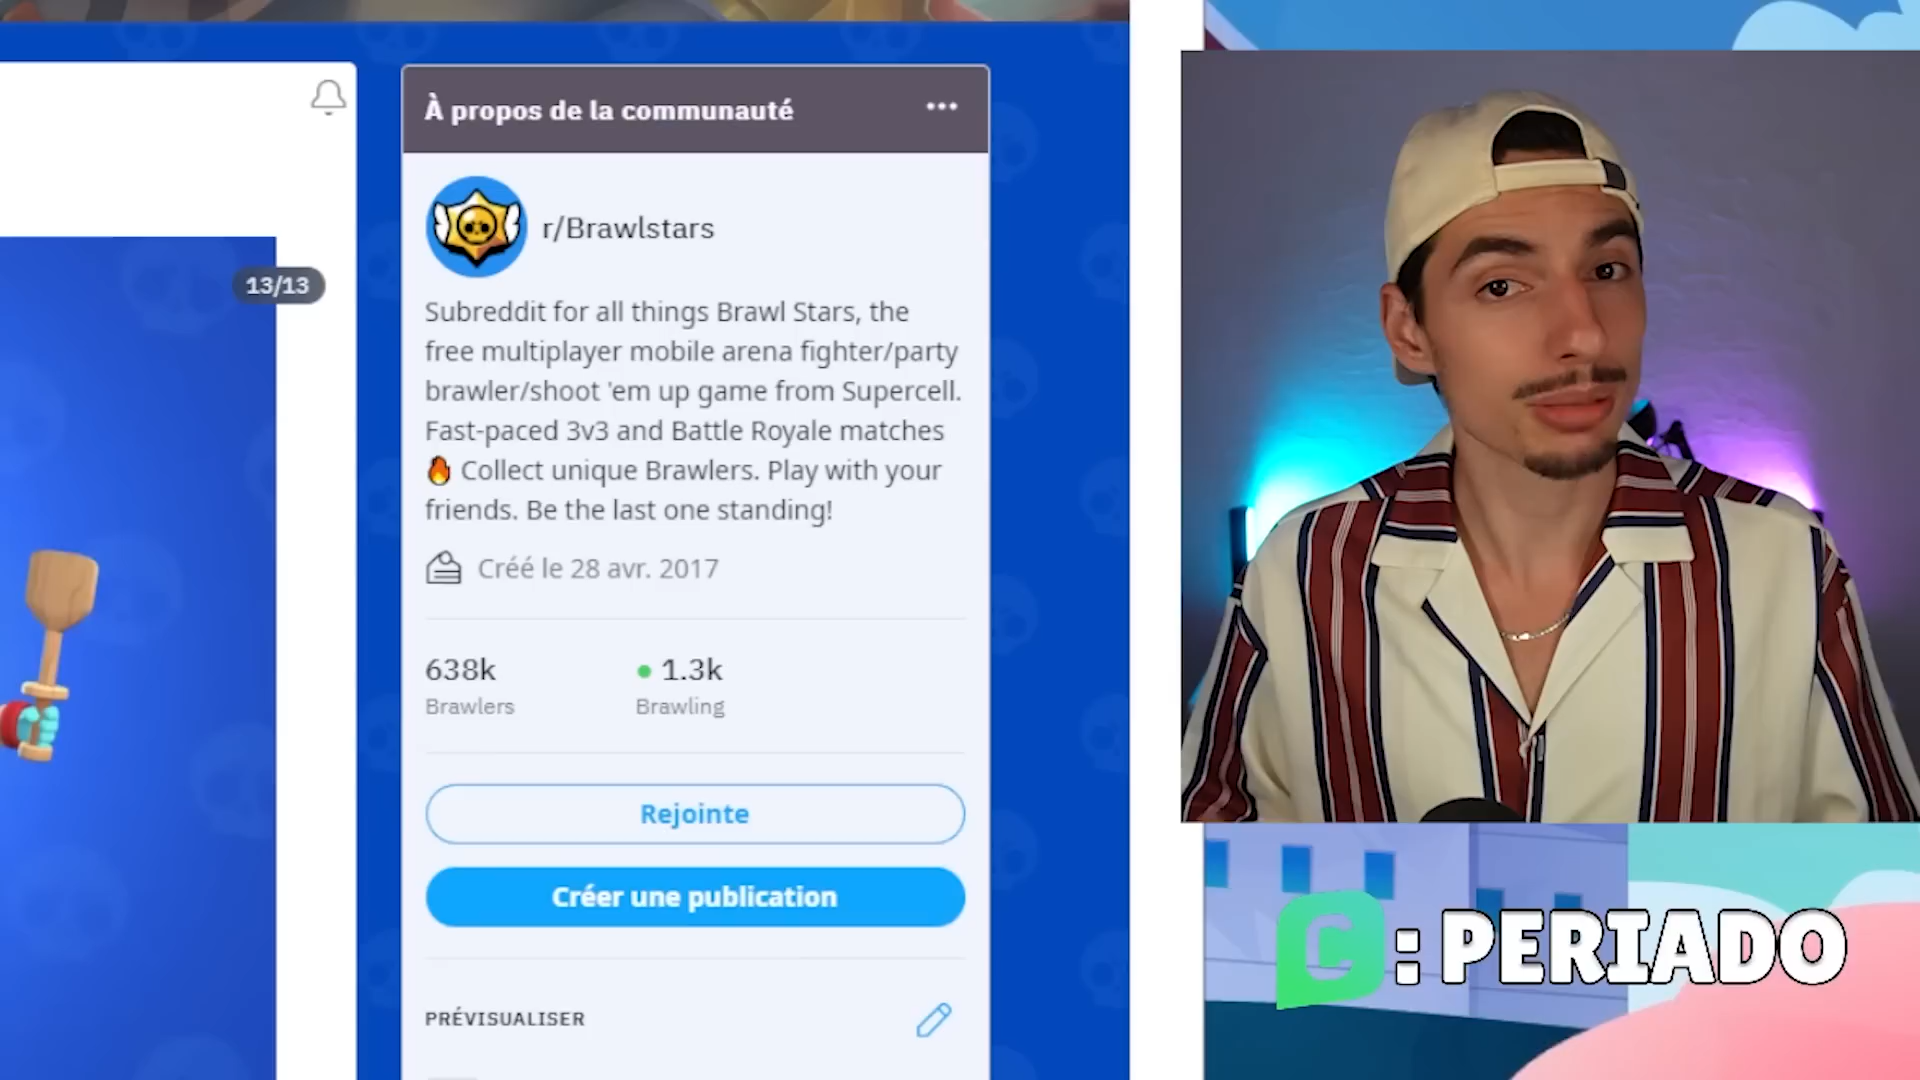 À propos de la communauté
r/Brawlstars
13/13
Subreddit for all things Brawl Stars, the
free multiplayer mobile arena fighter/party
brawler/shoot 'em up game from Supercell.
Fast-paced 3v3 and Battle Royale matches
🔥 Collect unique Brawlers. Play with your
friends. Be the last one standing!
Créé le 28 avr. 2017
638k
1.3k
Brawlers
Brawling
Rejointe
Créer une publication
PRÉVISUALISER
C : PERIADO